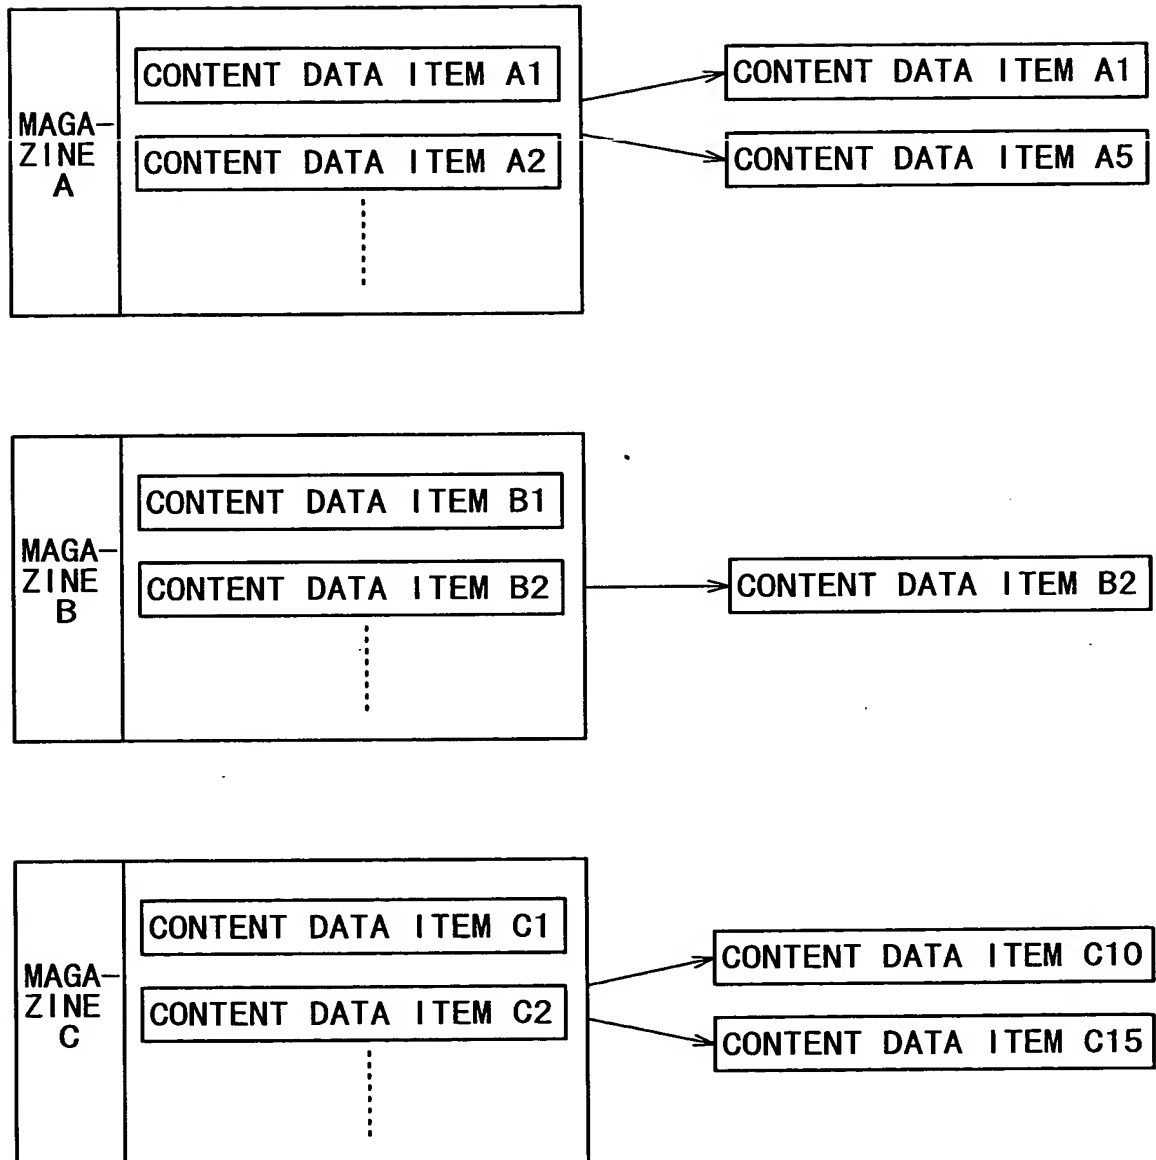 MAGA-
ZINE
A
CONTENT DATA ITEM A1
CONTENT DATA ITEM A2
CONTENT DATA ITEM A1
CONTENT DATA ITEM A5
MAGA-
ZINE
B
CONTENT DATA ITEM B1
CONTENT DATA ITEM B2
CONTENT DATA ITEM B2
MAGA-
ZINE
C
CONTENT DATA ITEM C1
CONTENT DATA ITEM C2
CONTENT DATA ITEM C10
CONTENT DATA ITEM C15